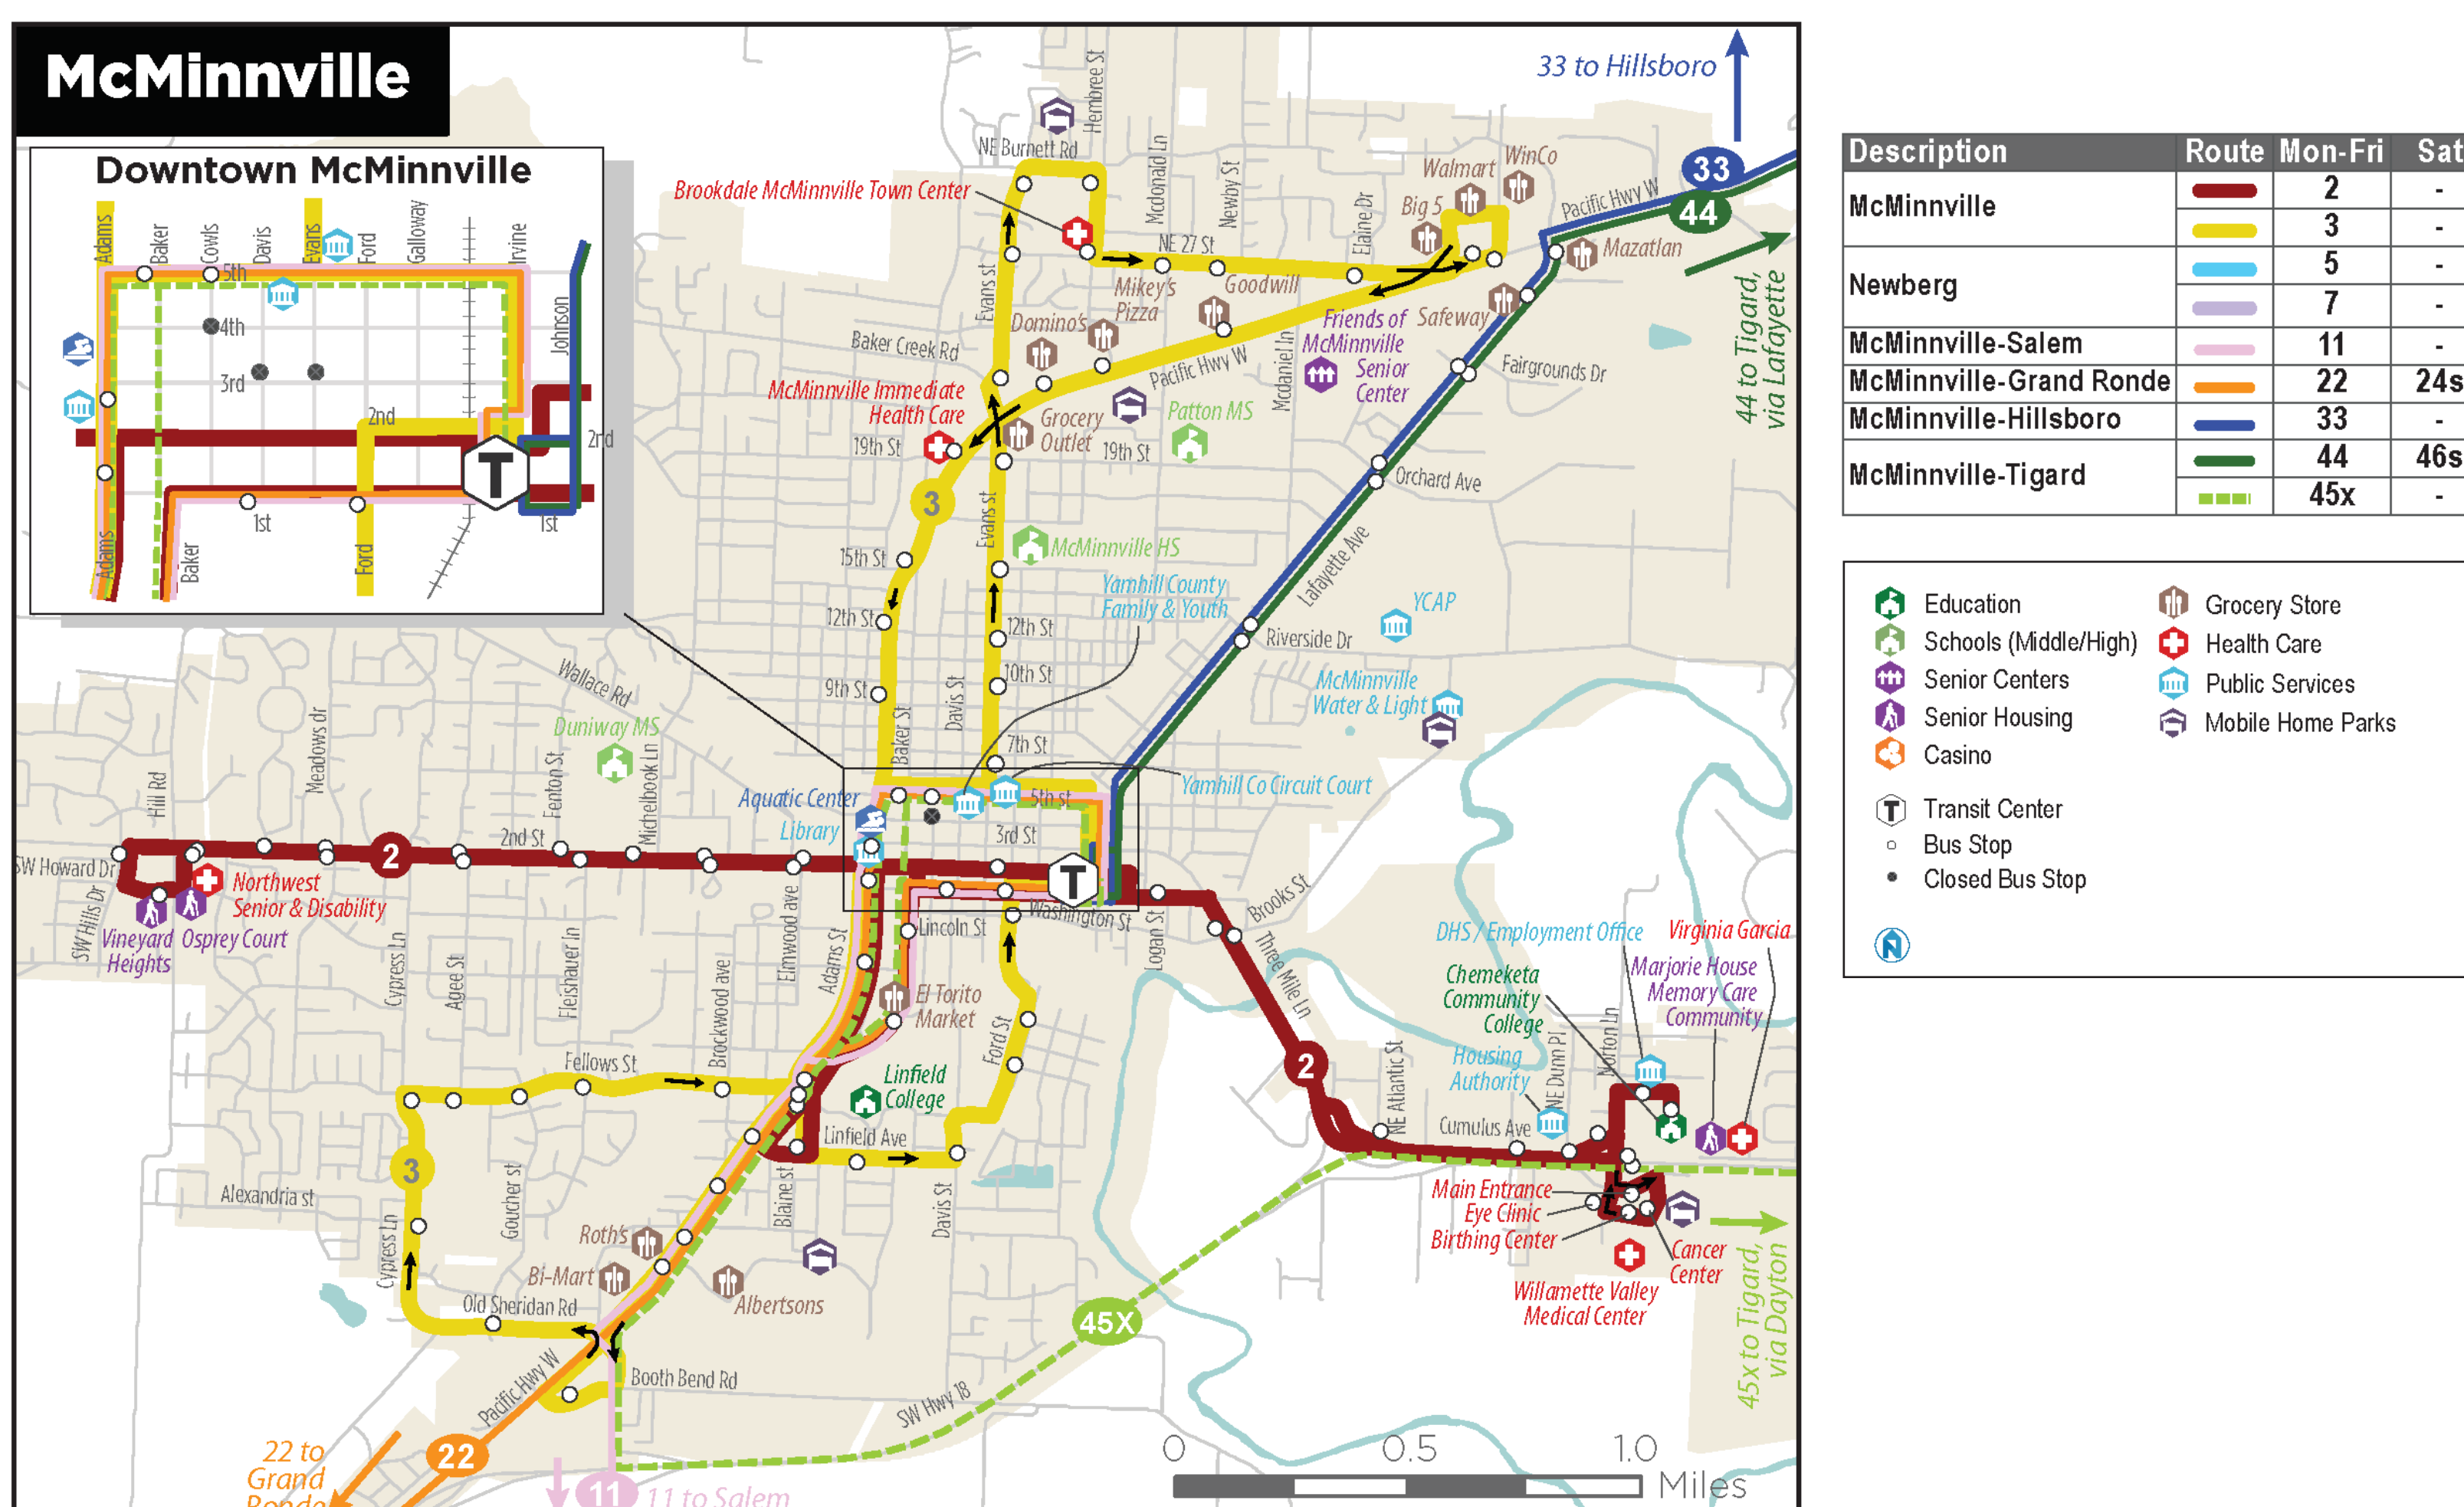 McMinnville
Downtown McMinnville
Adams
Baker
Cowls
Davis
Evans
Ford
Galloway
Irvine
5th
4th
3rd
2nd
Johnson
2nd
1st
1st
Adams
Baker
Ford
T
33 to Hillsboro
33
44
44 to Tigard,
via Lafayette
NE Burnett Rd
Hembree St
Mcdonald Ln
Newby St
Elaine Dr
Brookdale McMinnville Town Center
Walmart
WinCo
Big 5
Pacific Hwy W
Mazatlan
NE 27 St
Evans st
Mikey's
Pizza
Goodwill
Domino's
Safeway
Baker Creek Rd
Friends of
McMinnville
Senior
Center
Mcdaniel Ln
Pacific Hwy W
Fairgrounds Dr
McMinnville Immediate
Health Care
Grocery
Outlet
Patton MS
19th St
19th St
Orchard Ave
3
Evans st
15th St
McMinnville HS
Lafayette Ave
Yamhill County
Family & Youth
12th St
12th St
Riverside Dr
YCAP
10th St
9th St
Davis St
Baker St
7th St
McMinnville
Water & Light
Wallace Rd
Duniway MS
Meadows dr
Hill Rd
Fenton St
Michelbook Ln
Aquatic Center
Library
Yamhill Co Circuit Court
5th st
3rd St
T
2nd St
2
SW Howard Dr
SW Hills Dr
Northwest
Senior & Disability
Vineyard
Heights
Osprey Court
Washington St
Lincoln St
Logan St
Brooks St
Three Mile Ln
Cypress Ln
Agee St
Fleishauer ln
Brockwood ave
Elmwood ave
Adams St
El Torito
Market
Ford St
2
DHS / Employment Office
Virginia Garcia
Chemeketa
Community
College
Marjorie House
Memory Care
Community
Housing
Authority
NE Dunn Pl
Norton Ln
NE Atlantic St
Cumulus Ave
Fellows St
Linfield
College
Linfield Ave
3
Alexandria st
Goucher st
Cypress Ln
Blaine st
Davis St
Roth's
Bi-Mart
Albertsons
Old Sheridan Rd
Main Entrance
Eye Clinic
Birthing Center
Cancer
Center
Willamette Valley
Medical Center
45x to Tigard,
via Dayton
45X
Booth Bend Rd
Pacific Hwy W
SW Hwy 18
22 to
Grand
Ronde
22
11
11 to Salem
0 0.5 1.0
Miles
Description Route Mon-Fri Sat
McMinnville 2 -
3 -
Newberg 5 -
7 -
McMinnville-Salem 11 -
McMinnville-Grand Ronde 22 24s
McMinnville-Hillsboro 33 -
McMinnville-Tigard 44 46s
45x -
Education
Schools (Middle/High)
Senior Centers
Senior Housing
Casino
T Transit Center
Bus Stop
Closed Bus Stop
Grocery Store
Health Care
Public Services
Mobile Home Parks
N